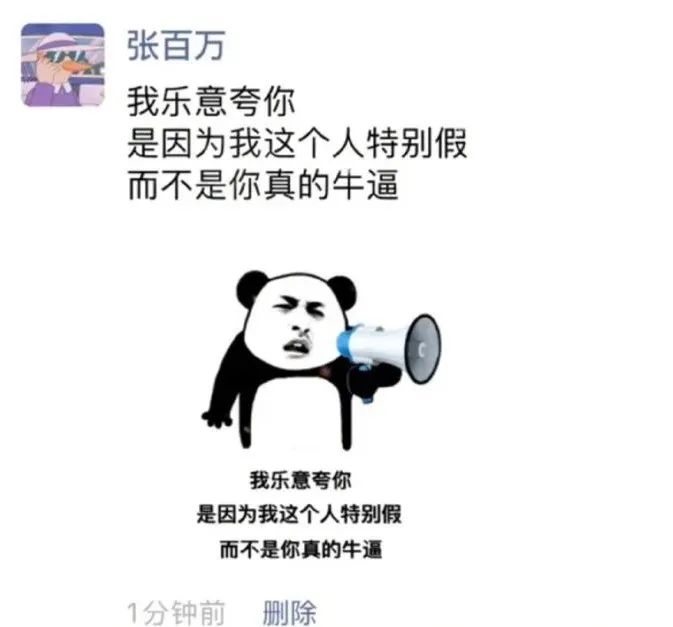 张百万
我乐意夸你
是因为我这个人特别假
而不是你真的牛逼
我乐意夸你
是因为我这个人特别假
而不是你真的牛逼
1分钟前 删除